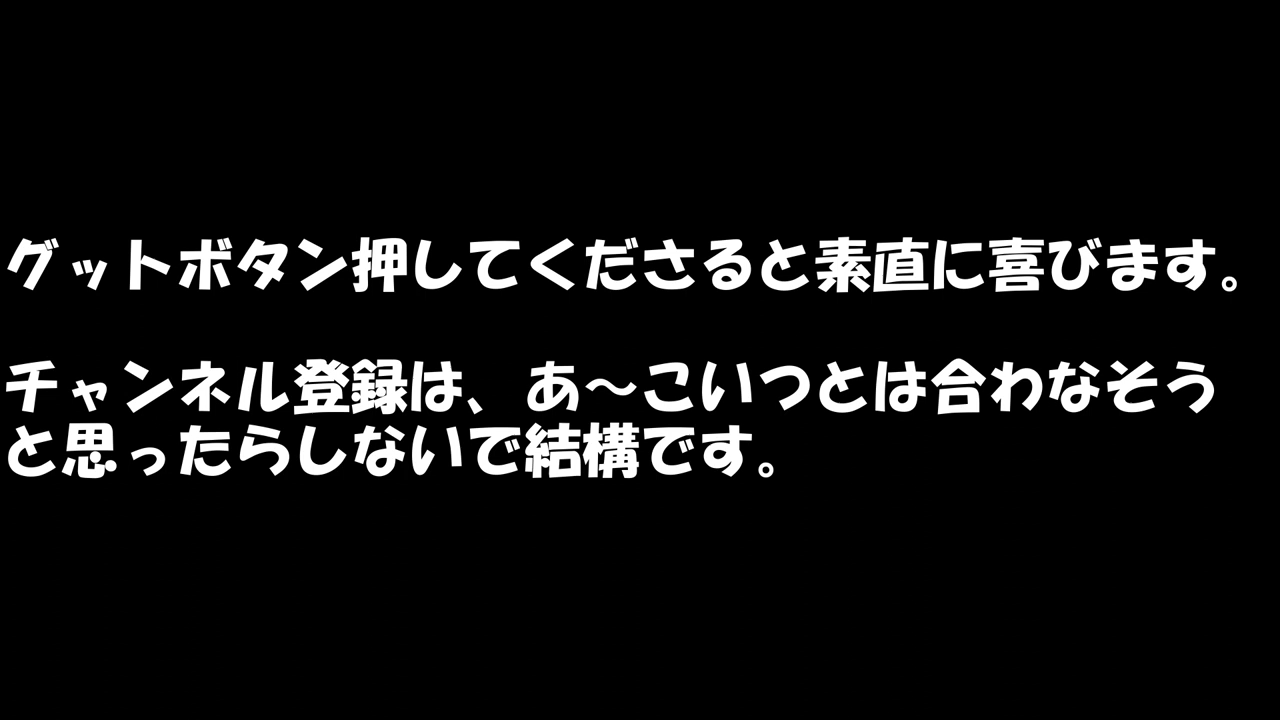 グットボタン押してくださると素直に喜びます。
チャンネル登録は、あ〜こいつとは合わなそう
と思ったらしないで結構です。